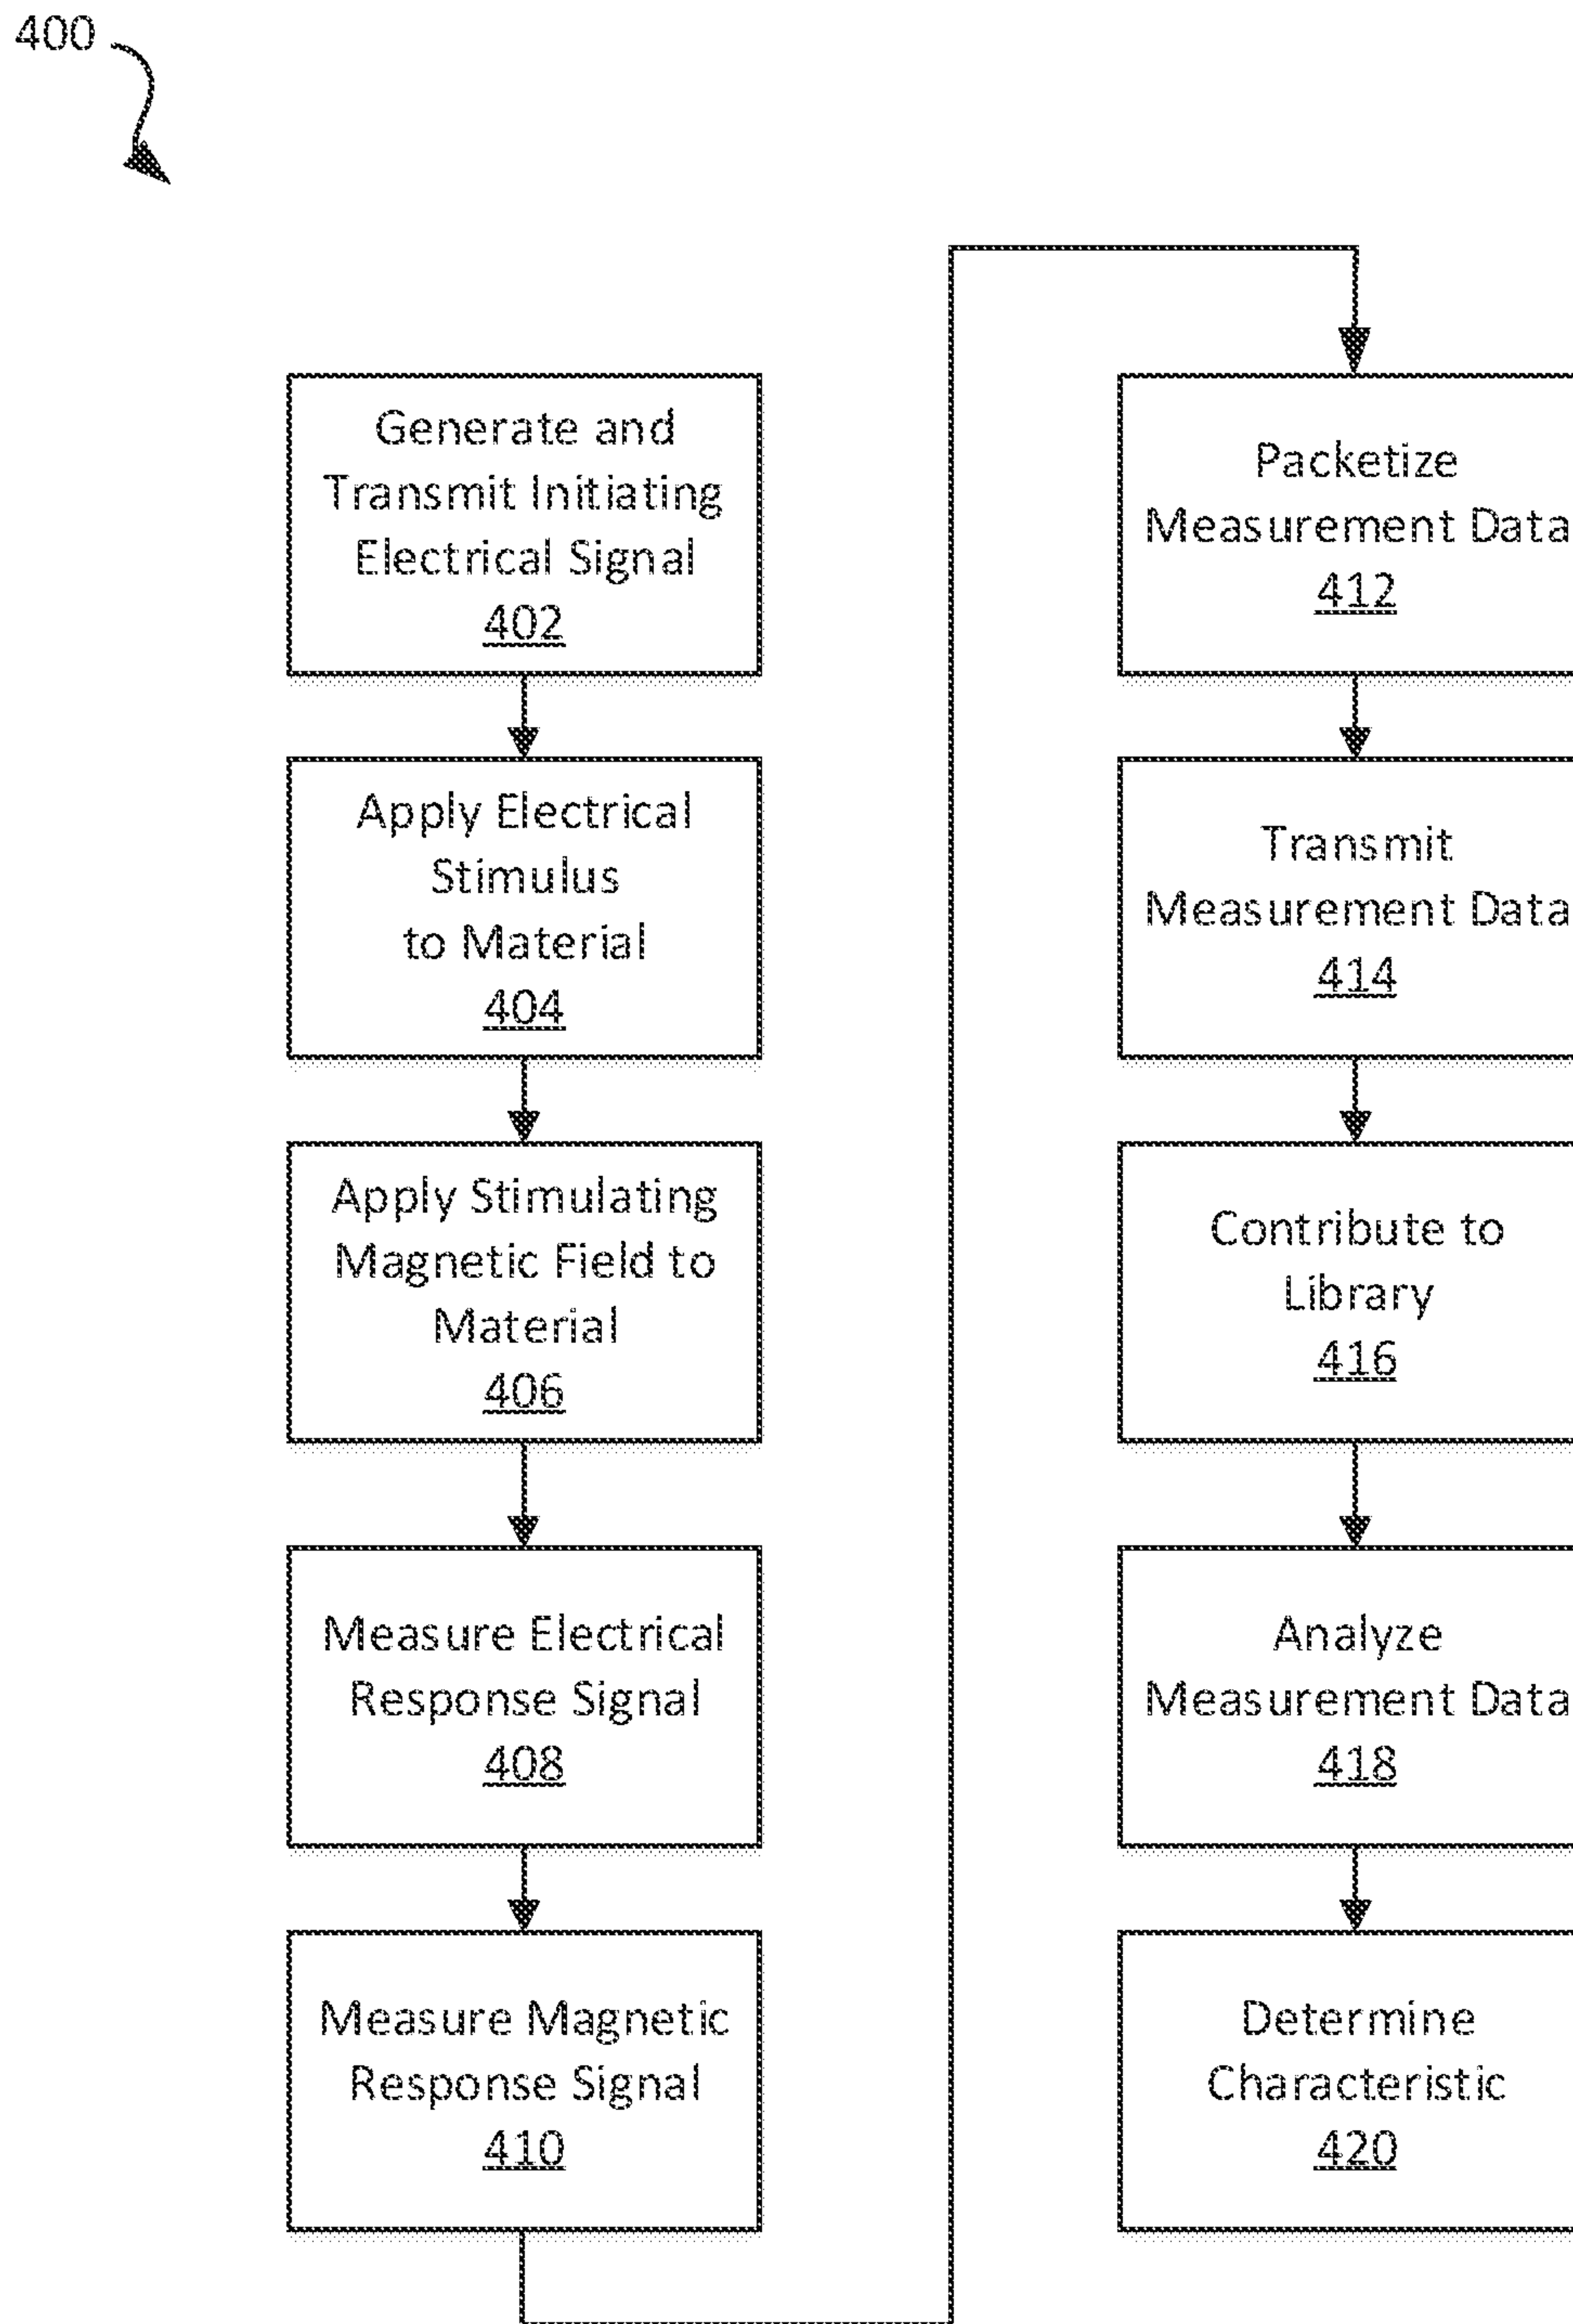 400
Generate and
Transmit Initiating
Electrical Signal
402
Apply Electrical
Stimulus
to Material
404
Apply Stimulating
Magnetic Field to
Material
406
Measure Electrical
Response Signal
408
Measure Magnetic
Response Signal
410
Packetize
Measurement Data
412
Transmit
Measurement Data
414
Contribute to
Library
416
Analyze
Measurement Data
418
Determine
Characteristic
420